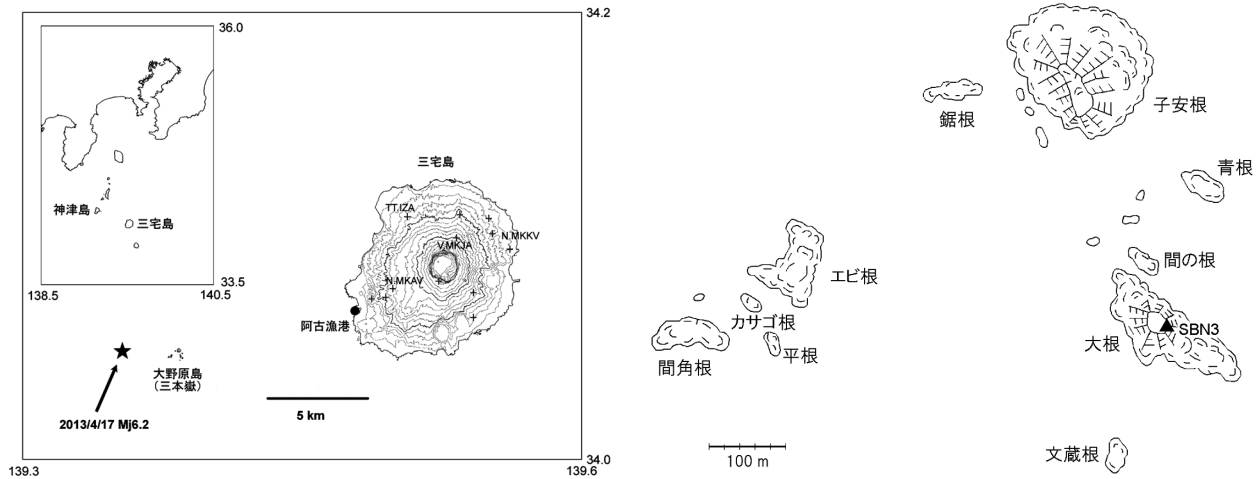 34.2
36.0
神津島
三宅島
33.5
138.5
140.5
三宅島
TT.IZA
N.MKKV
V.MKJA
N.MKAV
阿古漁港
大野原島
(三本嶽)
2013/4/17 Mj6.2
5 km
34.0
139.3
139.6
子安根
鋸根
青根
間の根
エビ根
カサゴ根
平根
間角根
SBN3
大根
文蔵根
100 m